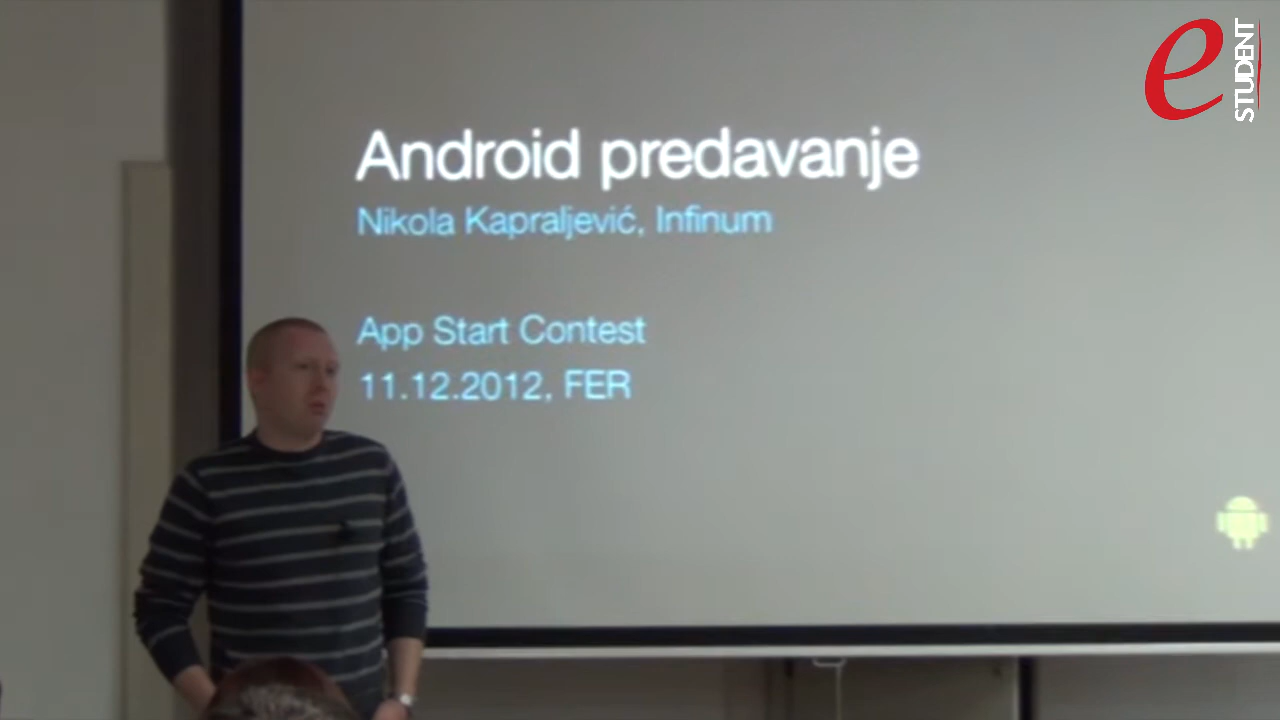 e
STUDENT
Android predavanje
Nikola Kapraljević, Infinum
App Start Contest
11.12.2012, FER